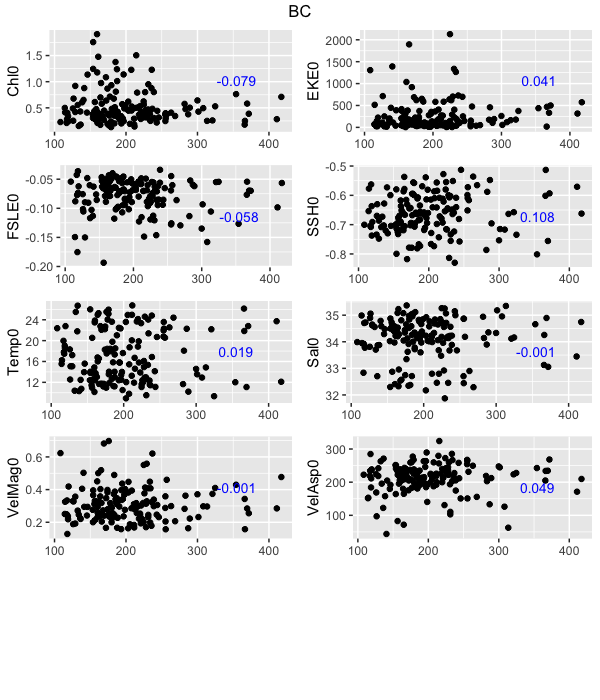 BC
Chl0
1.5
1.0
0.5
-0.079
100 200 300 400
EKE0
2000
1500
1000
500
0
0.041
100 200 300 400
FSLE0
-0.05
-0.10
-0.15
-0.20
-0.058
100 200 300 400
SSH0
-0.5
-0.6
-0.7
-0.8
0.108
100 200 300 400
Temp0
24
20
16
12
0.019
100 200 300 400
Sal0
35
34
33
32
-0.001
100 200 300 400
VelMag0
0.6
0.4
0.2
-0.001
100 200 300 400
VelAsp0
300
200
100
0.049
100 200 300 400